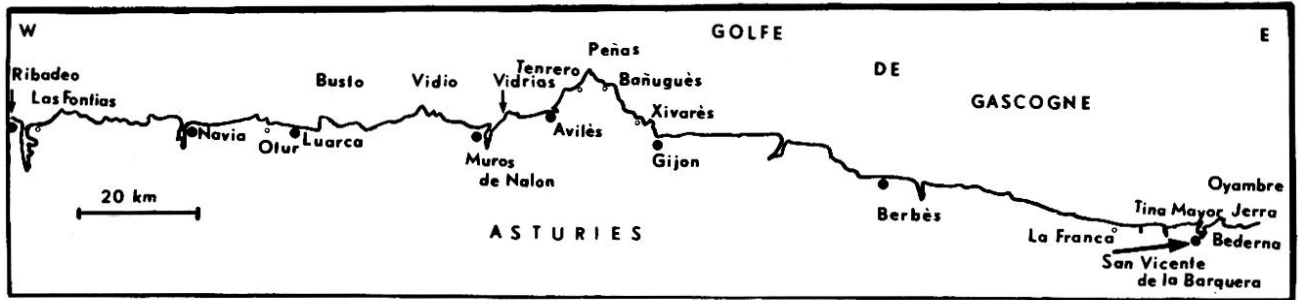 W
GOLFE
E
Peñas
DE
Tenrero
Ribadeo
Busto
Vidio
Vidrias
Bañuguès
Las Fontias
Xivarès
GASCOGNE
Navia
Otur
Luarca
Avilès
Muros
de Nalon
Gijon
20 km
Berbès
Oyambre
Tina Mayor
Jerra
ASTURIES
La Franca
Bederna
San Vicente
de la Barquera